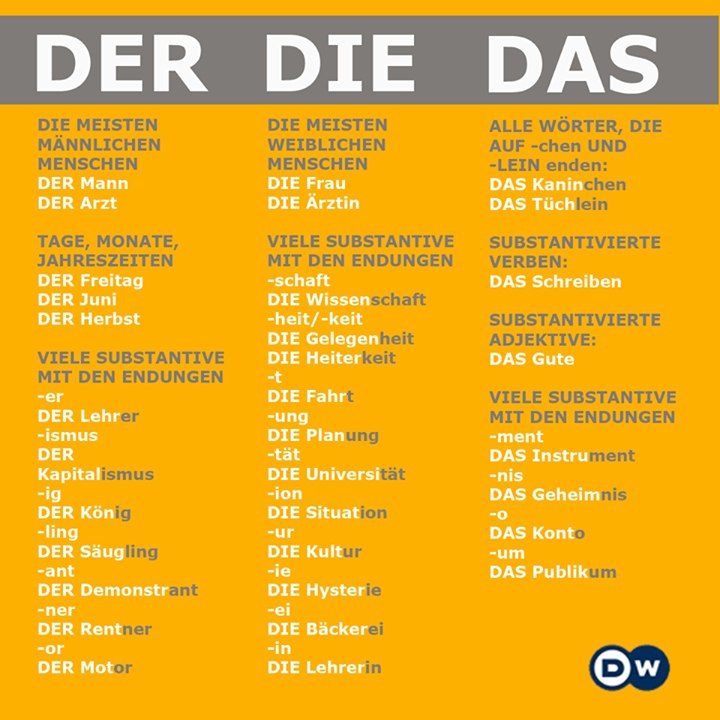 DER DIE DAS
DIE MEISTEN
MÄNNLICHEN
MENSCHEN
DER Mann
DER Arzt
TAGE, MONATE,
JAHRESZEITEN
DER Freitag
DER Juni
DER Herbst
VIELE SUBSTANTIVE
MIT DEN ENDUNGEN
-er
DER Lehrer
-ismus
DER
Kapitalismus
-ig
DER König
-ling
DER Säugling
-ant
DER Demonstrant
-ner
DER Rentner
-or
DER Motor
DIE MEISTEN
WEIBLICHEN
MENSCHEN
DIE Frau
DIE Ärztin
VIELE SUBSTANTIVE
MIT DEN ENDUNGEN
-schaft
DIE Wissenschaft
-heit/-keit
DIE Gelegenheit
DIE Heiterkeit
-t
DIE Fahrt
-ung
DIE Planung
-tät
DIE Universität
-ion
DIE Situation
-ur
DIE Kultur
-ie
DIE Hysterie
-ei
DIE Bäckerei
-in
DIE Lehrerin
ALLE WÖRTER, DIE
AUF -chen UND
-LEIN enden:
DAS Kaninchen
DAS Tüchlein
SUBSTANTIVIERTE
VERBEN:
DAS Schreiben
SUBSTANTIVIERTE
ADJEKTIVE:
DAS Gute
VIELE SUBSTANTIVE
MIT DEN ENDUNGEN
-ment
DAS Instrument
-nis
DAS Geheimnis
-o
DAS Konto
-um
DAS Publikum
DW